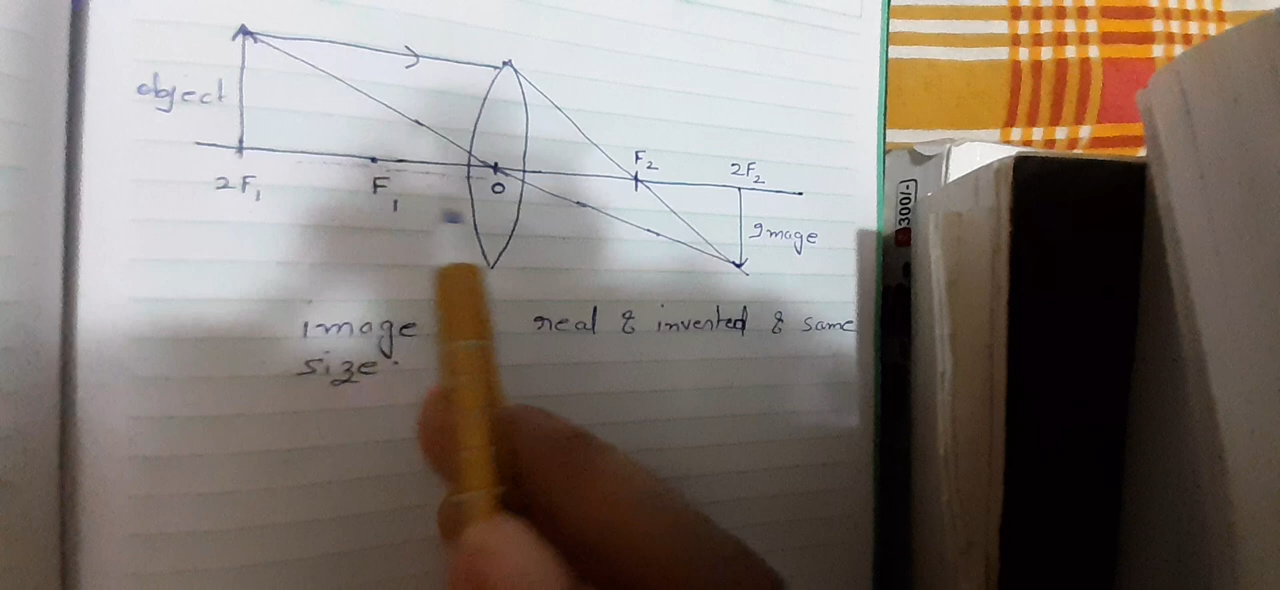 object
2F1
F1
O
F2
2F2
Image
image real & inverted & same
size.
300/-